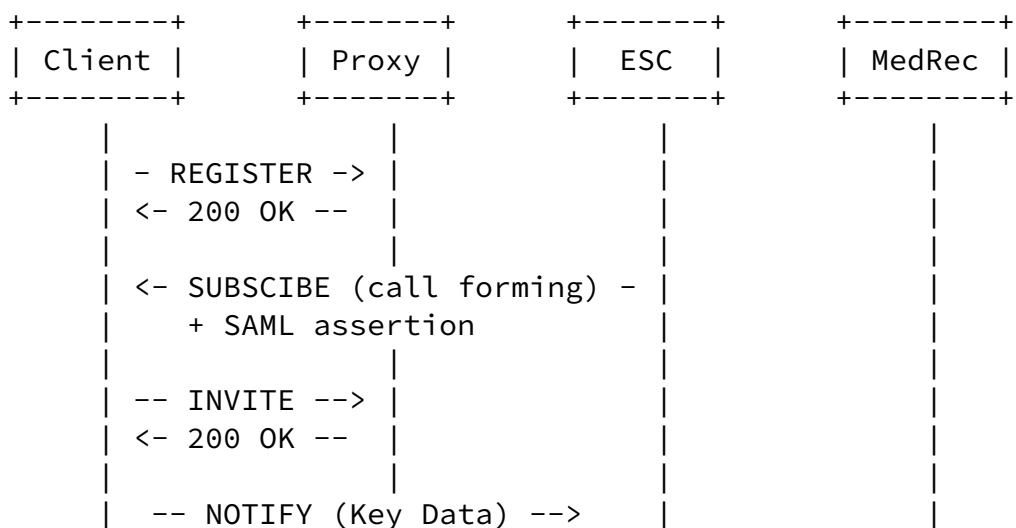 +--------+ +-------+ +-------+ +--------+
| Client | | Proxy | | ESC | | MedRec |
+--------+ +-------+ +-------+ +--------+
| | | |
| - REGISTER -> | | |
| <- 200 OK -- | | |
| | | |
| <- SUBSCIBE (call forming) - | |
| + SAML assertion | |
| | | |
| -- INVITE --> | | |
| <- 200 OK -- | | |
| | | |
| -- NOTIFY (Key Data) --> | |